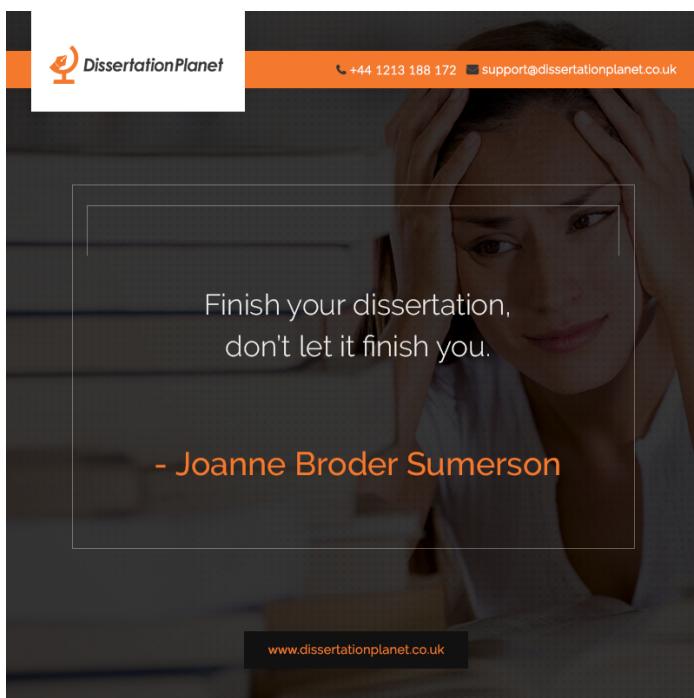 DissertationPlanet
+44 1213 188 172 support@dissertationplanet.co.uk
Finish your dissertation,
don't let it finish you.
- Joanne Broder Sumerson
www.dissertationplanet.co.uk